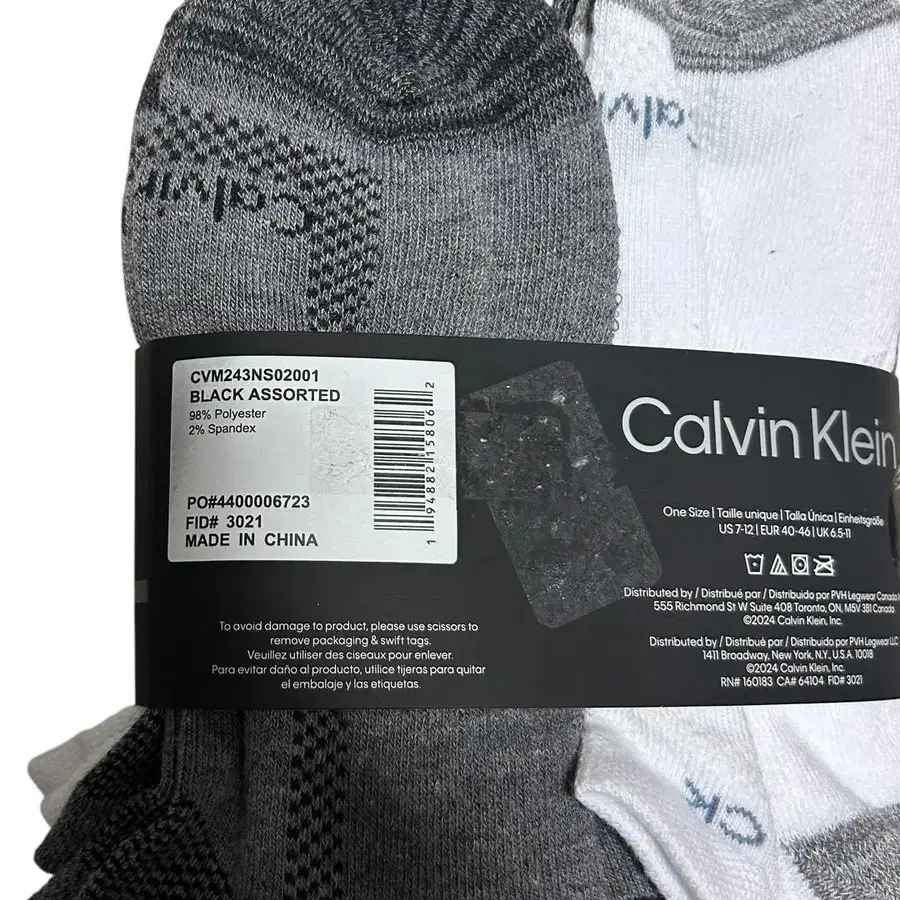 Calvin
Calvi
CVM243NS02001
BLACK ASSORTED
98% Polyester
2% Spandex
PO#4400006723
FID# 3021
MADE IN CHINA
1 94882 15806 2
Calvin Klein
One Size | Taille unique | Talla Única | Einheitsgröße
US 7-12 | EUR 40-46 | UK 6.5-11
Distributed by / Distribué par / Distribuido por PVH Legwear Canada
555 Richmond St W Suite 408 Toronto, ON, M5V 3B1 Canada
©2024 Calvin Klein, Inc.
Distributed by / Distribué par / Distribuido por PVH Legwear LLC
1411 Broadway, New York, N.Y., U.S.A. 10018
©2024 Calvin Klein, Inc.
RN# 160183 CA# 64104 FID# 3021
To avoid damage to product, please use scissors to
remove packaging & swift tags.
Veuillez utiliser des ciseaux pour enlever.
Para evitar daño al producto, utilice tijeras para quitar
el embalaje y las etiquetas.
CK